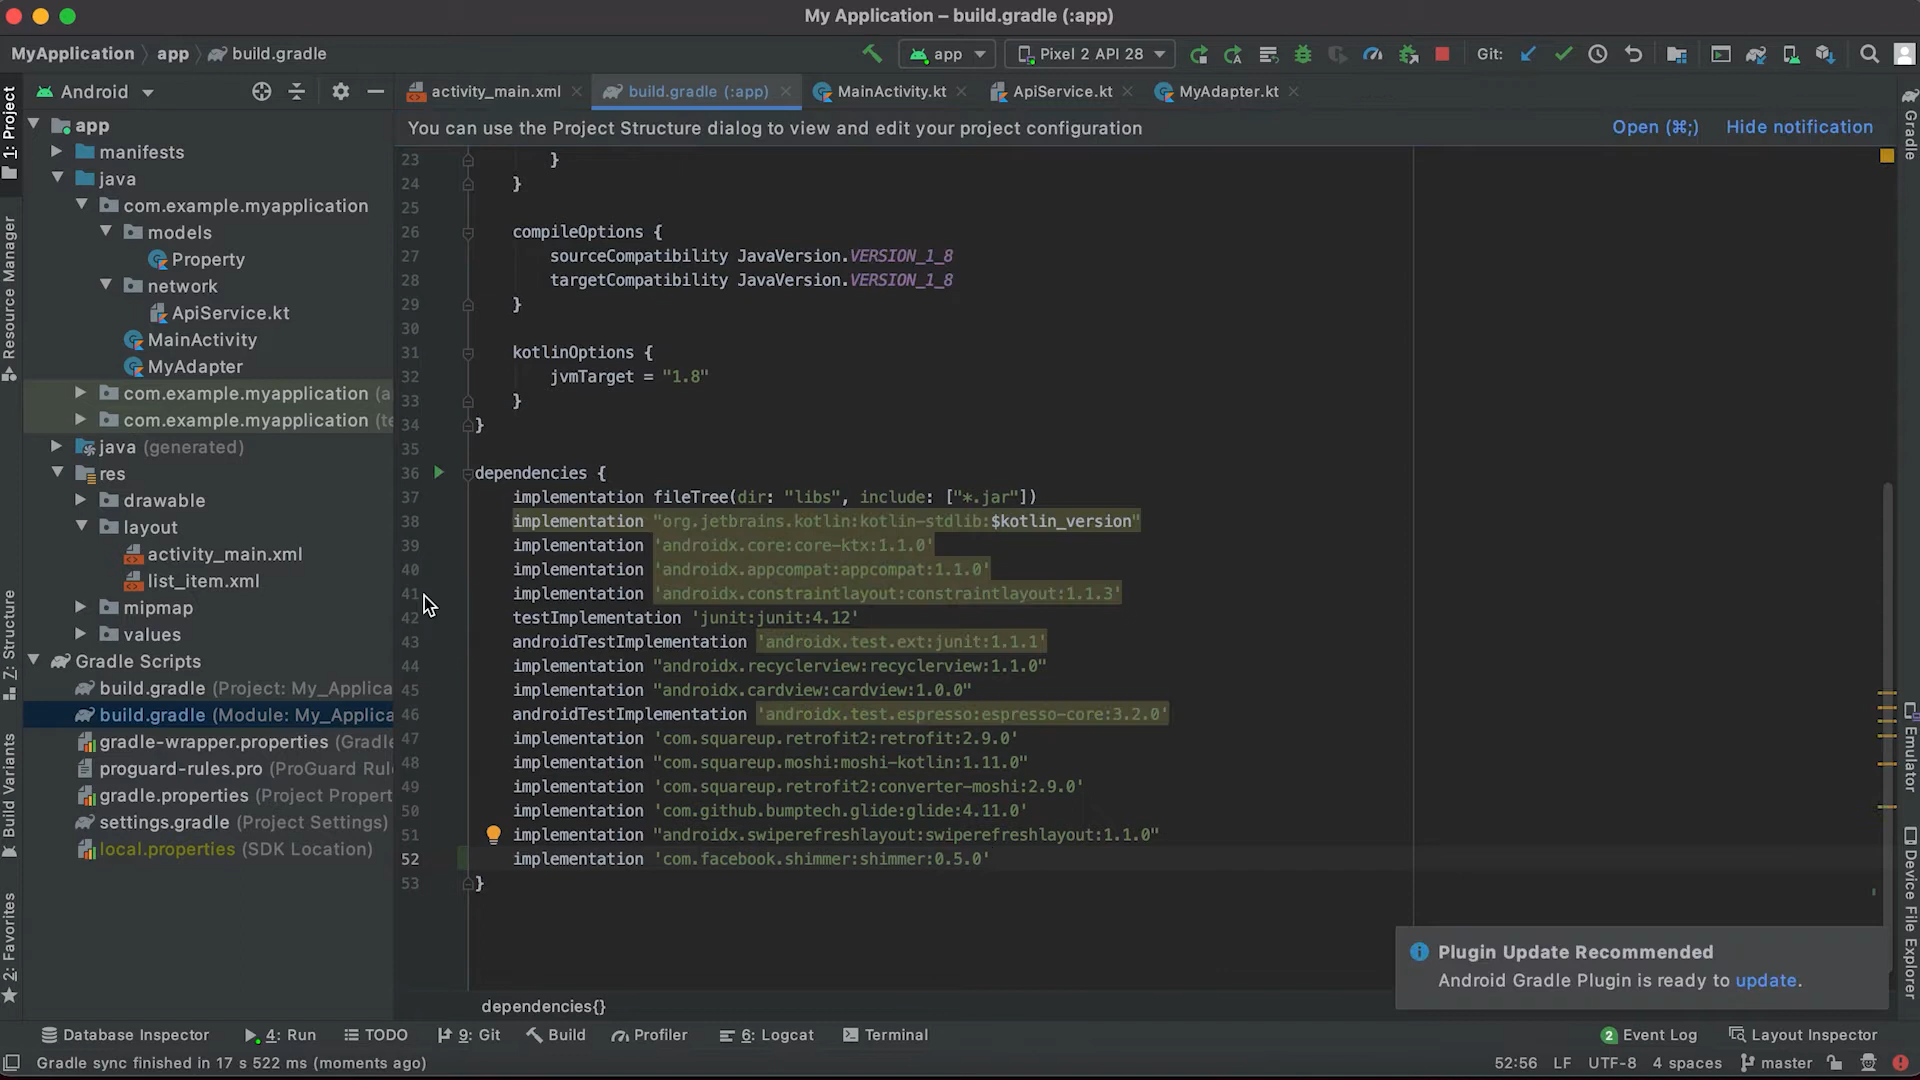 My Application – build.gradle (:app)
MyApplication app build.gradle
app Pixel 2 API 28 Git:
Android
activity_main.xml build.gradle (:app) MainActivity.kt ApiService.kt MyAdapter.kt
You can use the Project Structure dialog to view and edit your project configuration Open (⌘;) Hide notification
1: Project
Resource Manager
Z: Structure
Build Variants
2: Favorites
app
manifests
java
com.example.myapplication
models
Property
network
ApiService.kt
MainActivity
MyAdapter
com.example.myapplication (a
com.example.myapplication (te
java (generated)
res
drawable
layout
activity_main.xml
list_item.xml
mipmap
values
Gradle Scripts
build.gradle (Project: My_Applica
build.gradle (Module: My_Applica
gradle-wrapper.properties (Gradle
proguard-rules.pro (ProGuard Rul
gradle.properties (Project Propert
settings.gradle (Project Settings)
local.properties (SDK Location)
23 }
24 }
25
26 compileOptions {
27 sourceCompatibility JavaVersion.VERSION_1_8
28 targetCompatibility JavaVersion.VERSION_1_8
29 }
30
31 kotlinOptions {
32 jvmTarget = "1.8"
33 }
34 }
35
36 dependencies {
37 implementation fileTree(dir: "libs", include: ["*.jar"])
38 implementation "org.jetbrains.kotlin:kotlin-stdlib:$kotlin_version"
39 implementation 'androidx.core:core-ktx:1.1.0'
40 implementation 'androidx.appcompat:appcompat:1.1.0'
41 implementation 'androidx.constraintlayout:constraintlayout:1.1.3'
42 testImplementation 'junit:junit:4.12'
43 androidTestImplementation 'androidx.test.ext:junit:1.1.1'
44 implementation "androidx.recyclerview:recyclerview:1.1.0"
45 implementation "androidx.cardview:cardview:1.0.0"
46 androidTestImplementation 'androidx.test.espresso:espresso-core:3.2.0'
47 implementation 'com.squareup.retrofit2:retrofit:2.9.0'
48 implementation "com.squareup.moshi:moshi-kotlin:1.11.0"
49 implementation 'com.squareup.retrofit2:converter-moshi:2.9.0'
50 implementation 'com.github.bumptech.glide:glide:4.11.0'
51 implementation "androidx.swiperefreshlayout:swiperefreshlayout:1.1.0"
52 implementation 'com.facebook.shimmer:shimmer:0.5.0'
53 }
Gradle
Emulator
Device File Explorer
Plugin Update Recommended
Android Gradle Plugin is ready to update.
dependencies{}
Database Inspector 4: Run TODO 9: Git Build Profiler 6: Logcat Terminal 2 Event Log Layout Inspector
Gradle sync finished in 17 s 522 ms (moments ago) 52:56 LF UTF-8 4 spaces master